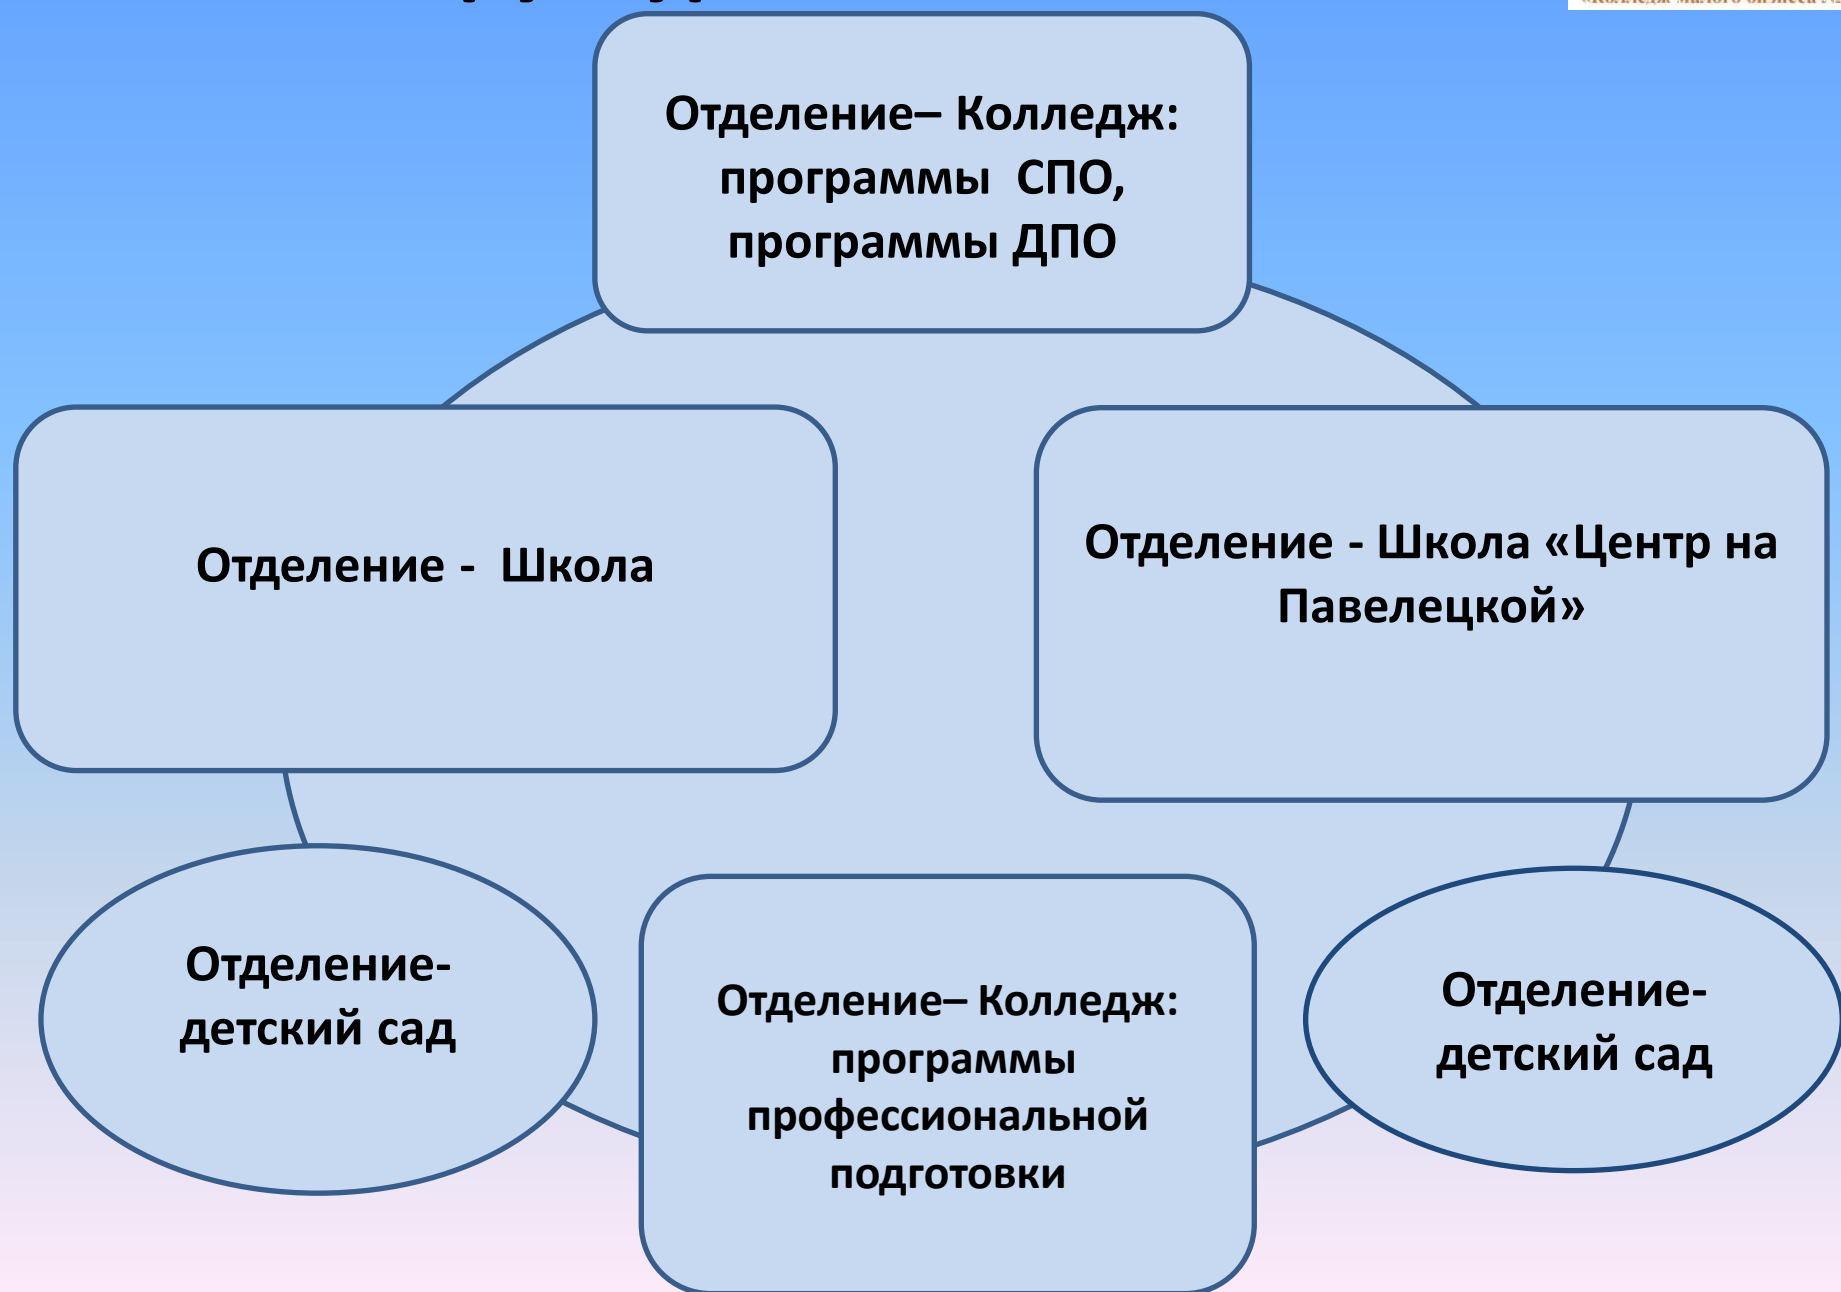 Отделение– Колледж:
программы СПО,
программы ДПО
Отделение - Школа
Отделение - Школа «Центр на
Павелецкой»
Отделение-
детский сад
Отделение– Колледж:
программы
профессиональной
подготовки
Отделение-
детский сад